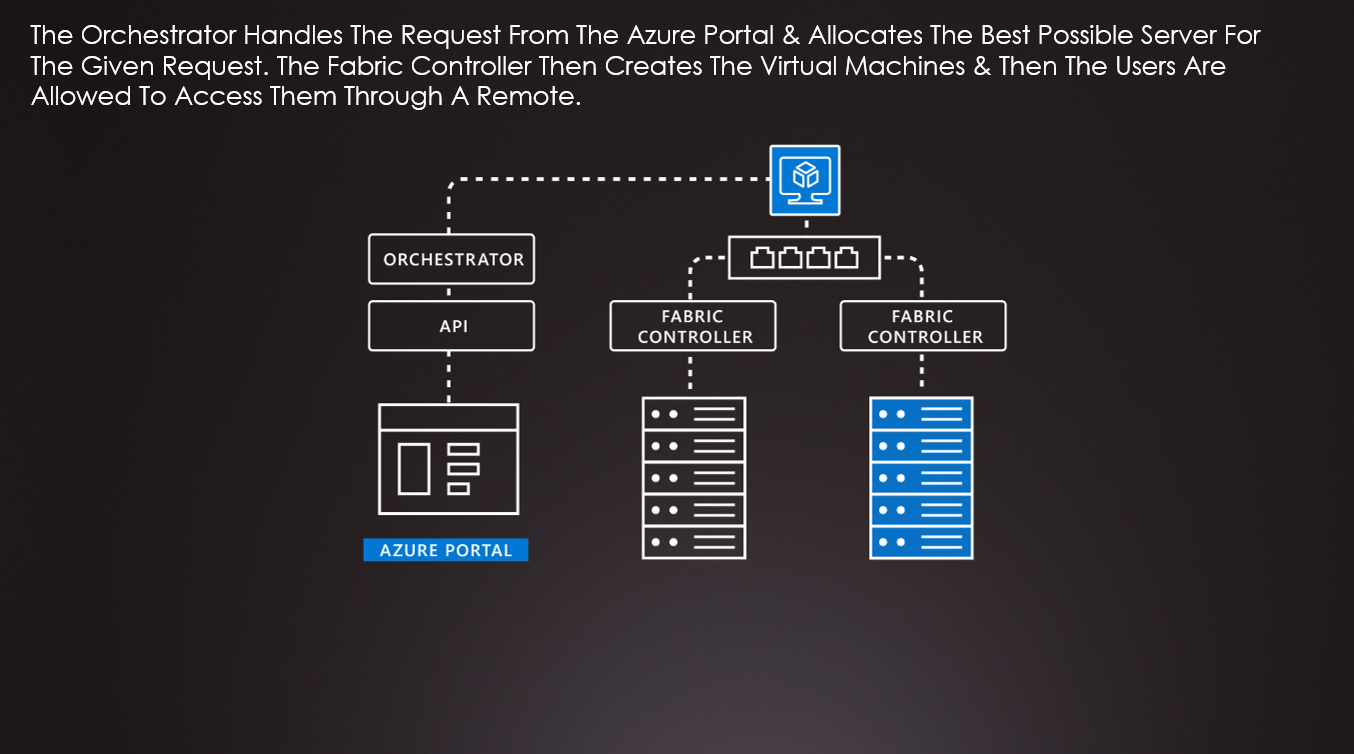 The Orchestrator Handles The Request From The Azure Portal & Allocates The Best Possible Server For
The Given Request. The Fabric Controller Then Creates The Virtual Machines & Then The Users Are
Allowed To Access Them Through A Remote.
ORCHESTRATOR
API
FABRIC
CONTROLLER
FABRIC
CONTROLLER
AZURE PORTAL